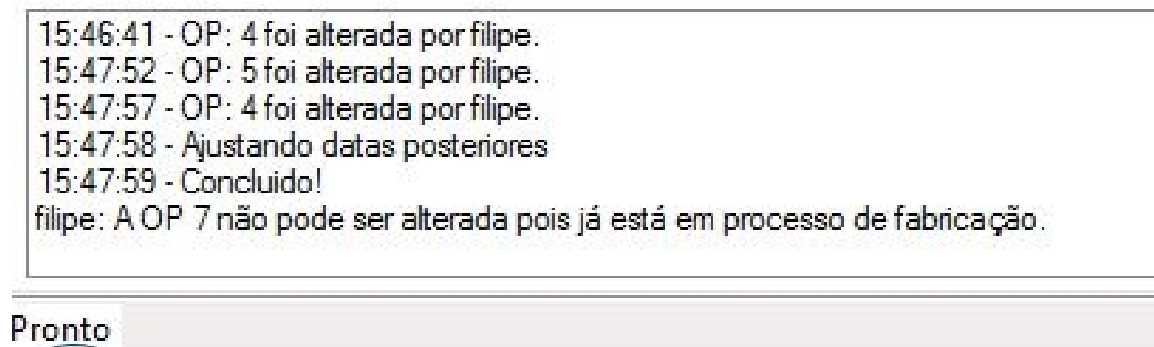 15:46:41 - OP: 4 foi alterada por filipe.
15:47:52 - OP: 5 foi alterada por filipe.
15:47:57 - OP: 4 foi alterada por filipe.
15:47:58 - Ajustando datas posteriores
15:47:59 - Concluido!
filipe: A OP 7 não pode ser alterada pois já está em processo de fabricação.
Pronto